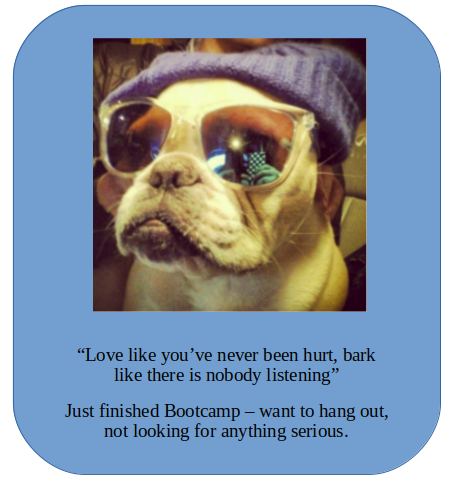 “Love like you’ve never been hurt, bark
like there is nobody listening”
Just finished Bootcamp – want to hang out,
not looking for anything serious.